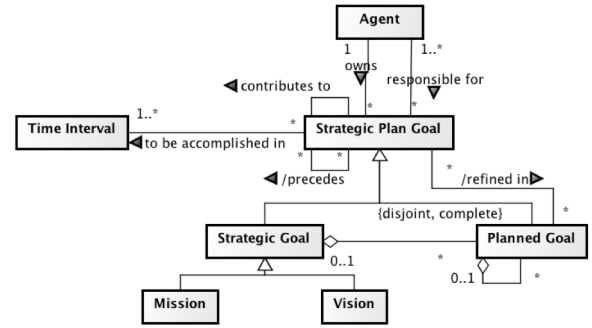 Agent
1
1..*
owns
responsible for
contributes to
*
*
1..*
*
Time Interval
Strategic Plan Goal
to be accomplished in
*
*
*
/precedes
/refined in
*
{disjoint, complete}
Strategic Goal
Planned Goal
0..1
*
0..1
*
Mission
Vision